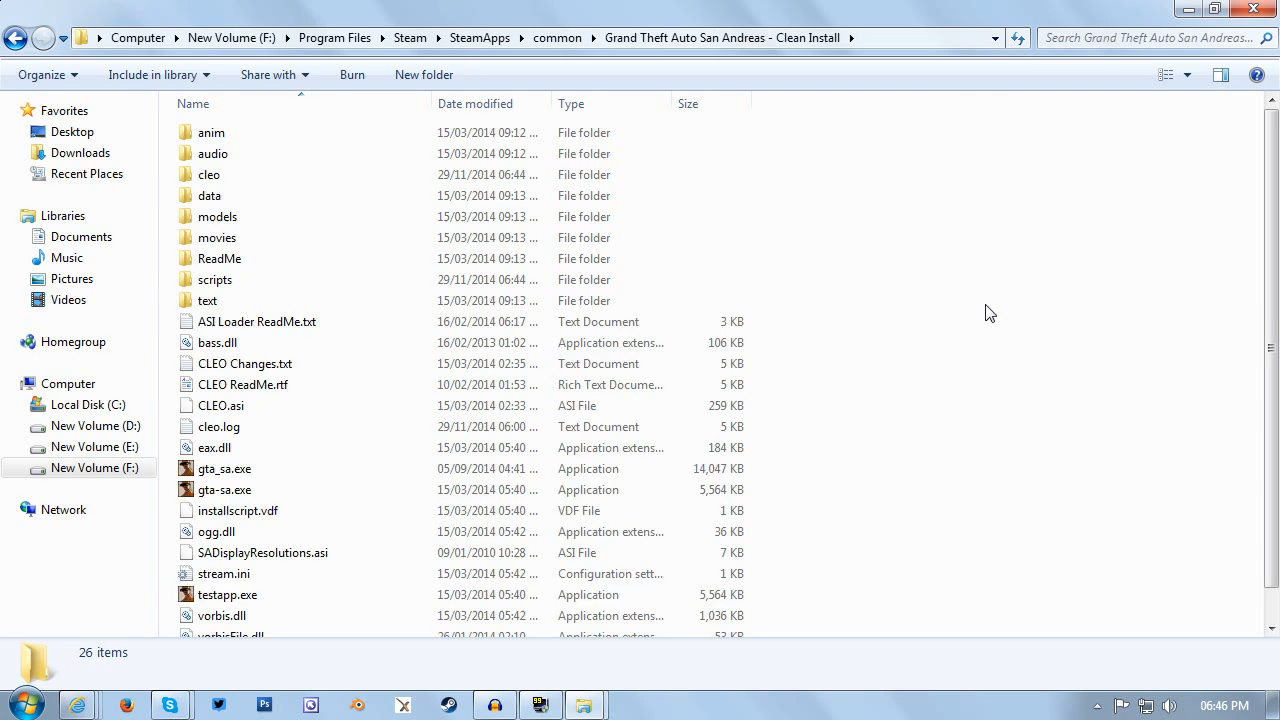 Computer New Volume (F:) Program Files Steam SteamApps common Grand Theft Auto San Andreas - Clean Install Search Grand Theft Auto San Andreas...
Organize Include in library Share with Burn New folder
Name Date modified Type Size
Favorites
Desktop
Downloads
Recent Places
Libraries
Documents
Music
Pictures
Videos
Homegroup
Computer
Local Disk (C:)
New Volume (D:)
New Volume (E:)
New Volume (F:)
Network
anim 15/03/2014 09:12 ... File folder
audio 15/03/2014 09:12 ... File folder
cleo 29/11/2014 06:44 ... File folder
data 15/03/2014 09:13 ... File folder
models 15/03/2014 09:13 ... File folder
movies 15/03/2014 09:13 ... File folder
ReadMe 15/03/2014 09:13 ... File folder
scripts 29/11/2014 06:44 ... File folder
text 15/03/2014 09:13 ... File folder
ASI Loader ReadMe.txt 16/02/2014 06:17 ... Text Document 3 KB
bass.dll 16/02/2013 01:02 ... Application extens... 106 KB
CLEO Changes.txt 15/03/2014 02:35 ... Text Document 5 KB
CLEO ReadMe.rtf 10/02/2014 01:53 ... Rich Text Docume... 5 KB
CLEO.asi 15/03/2014 02:33 ... ASI File 259 KB
cleo.log 29/11/2014 06:00 ... Text Document 5 KB
eax.dll 15/03/2014 05:40 ... Application extens... 184 KB
gta_sa.exe 05/09/2014 04:41 ... Application 14,047 KB
gta-sa.exe 15/03/2014 05:40 ... Application 5,564 KB
installscript.vdf 15/03/2014 05:40 ... VDF File 1 KB
ogg.dll 15/03/2014 05:42 ... Application extens... 36 KB
SADisplayResolutions.asi 09/01/2010 10:28 ... ASI File 7 KB
stream.ini 15/03/2014 05:42 ... Configuration sett... 1 KB
testapp.exe 15/03/2014 05:40 ... Application 5,564 KB
vorbis.dll 15/03/2014 05:42 ... Application extens... 1,036 KB
vorbisFile.dll 26/01/2014 02:10 ... Application extens... 53 KB
26 items
06:46 PM